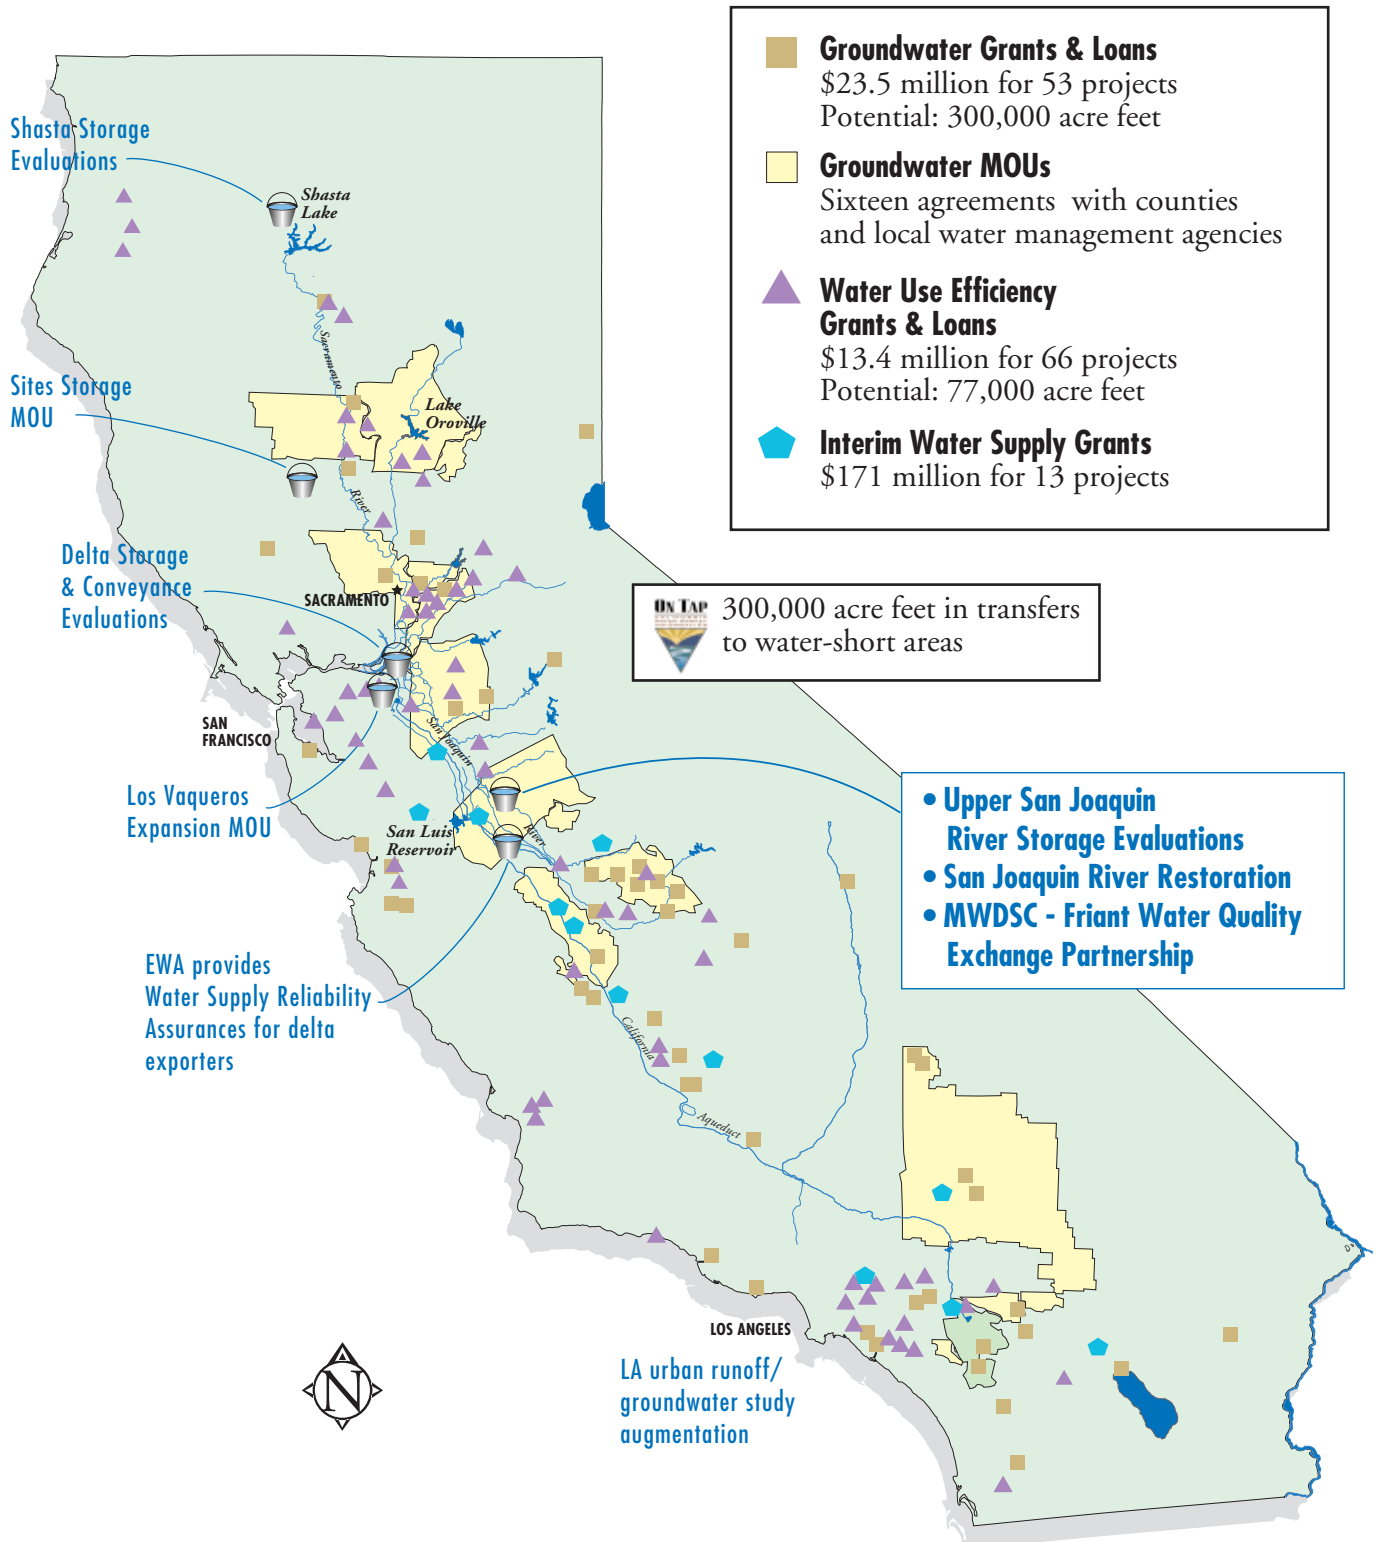 Groundwater Grants & Loans
$23.5 million for 53 projects
Potential: 300,000 acre feet
Groundwater MOUs
Sixteen agreements with counties
and local water management agencies
Water Use Efficiency
Grants & Loans
$13.4 million for 66 projects
Potential: 77,000 acre feet
Interim Water Supply Grants
$171 million for 13 projects
Shasta Storage
Evaluations
Shasta
Lake
Sacramento
Sites Storage
MOU
Lake
Oroville
River
Delta Storage
& Conveyance
Evaluations
SACRAMENTO
ON TAP
300,000 acre feet in transfers
to water-short areas
SAN
FRANCISCO
San Joaquin
Los Vaqueros
Expansion MOU
San Luis
Reservoir
River
• Upper San Joaquin
River Storage Evaluations
• San Joaquin River Restoration
• MWDSC - Friant Water Quality
Exchange Partnership
EWA provides
Water Supply Reliability
Assurances for delta
exporters
California
Aqueduct
LOS ANGELES
LA urban runoff/
groundwater study
augmentation
N